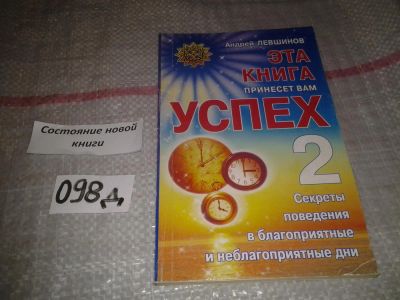 Андрей ЛЕВШИНОВ
ЭТА
КНИГА
ПРИНЕСЕТ ВАМ
УСПЕХ
2
Секреты
поведения
в благоприятные
и неблагоприятные дни
Состояние новой
книги
098д